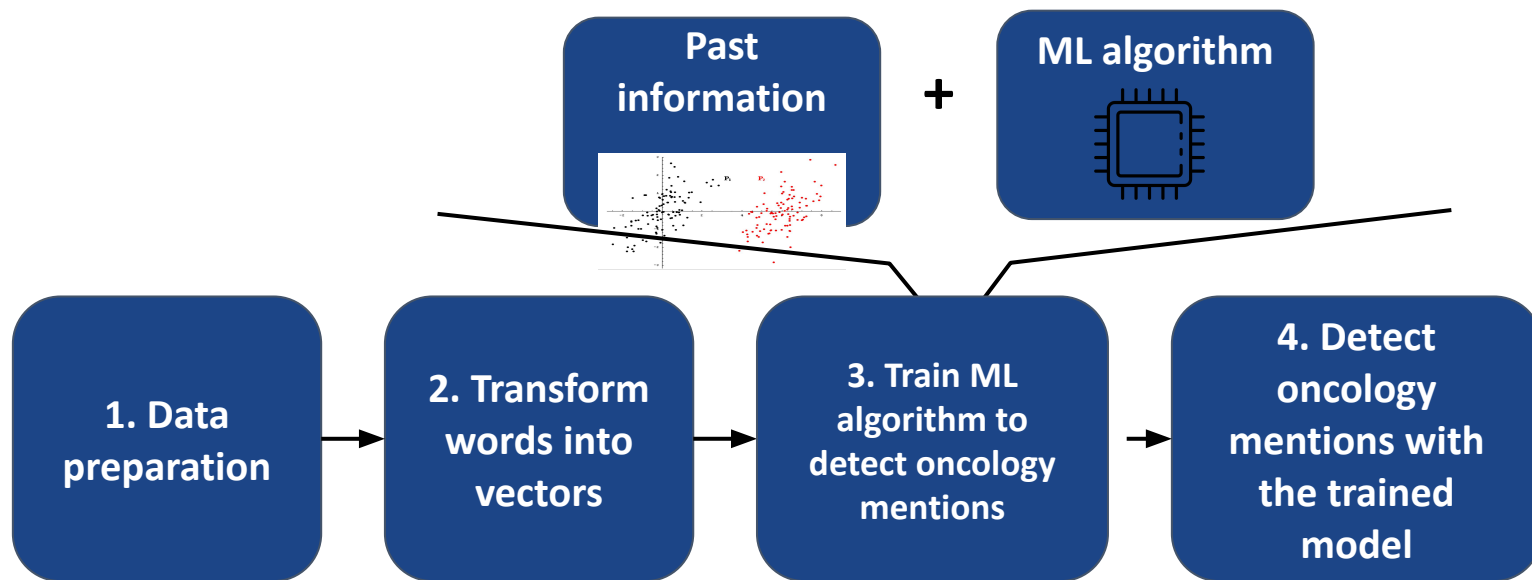 Past
information
+
ML algorithm
1. Data
preparation
2. Transform
words into
vectors
3. Train ML
algorithm to
detect oncology
mentions
4. Detect
oncology
mentions with
the trained
model